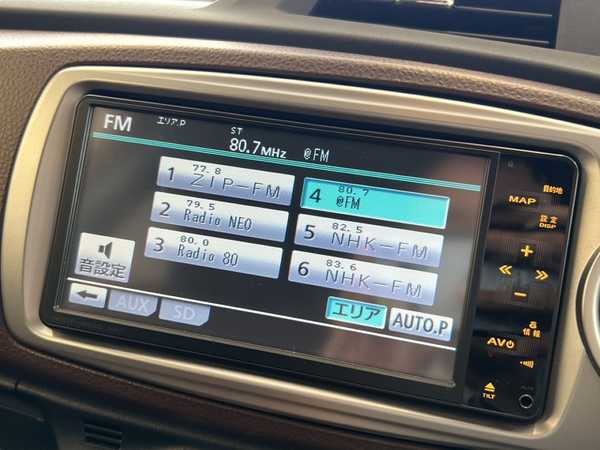 FM エリア.P
ST
80.7MHz @FM
1 77.8 ZIP-FM
2 79.5 Radio NEO
3 80.0 Radio 80
4 80.7 @FM
5 82.5 NHK-FM
6 83.6 NHK-FM
音設定
AUX
SD
エリア
AUTO.P
目的地
MAP
設定
DISP
+
−
情報
AV
TILT